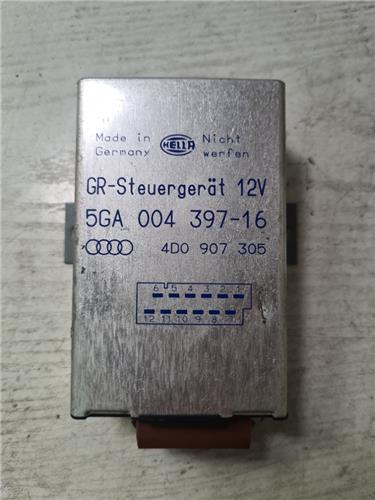 Made in HELLA Nicht
Germany werfen
GR-Steuergerät 12V
5GA 004 397-16
4D0 907 305
6 5 4 3 2 1
12 11 10 9 8 7